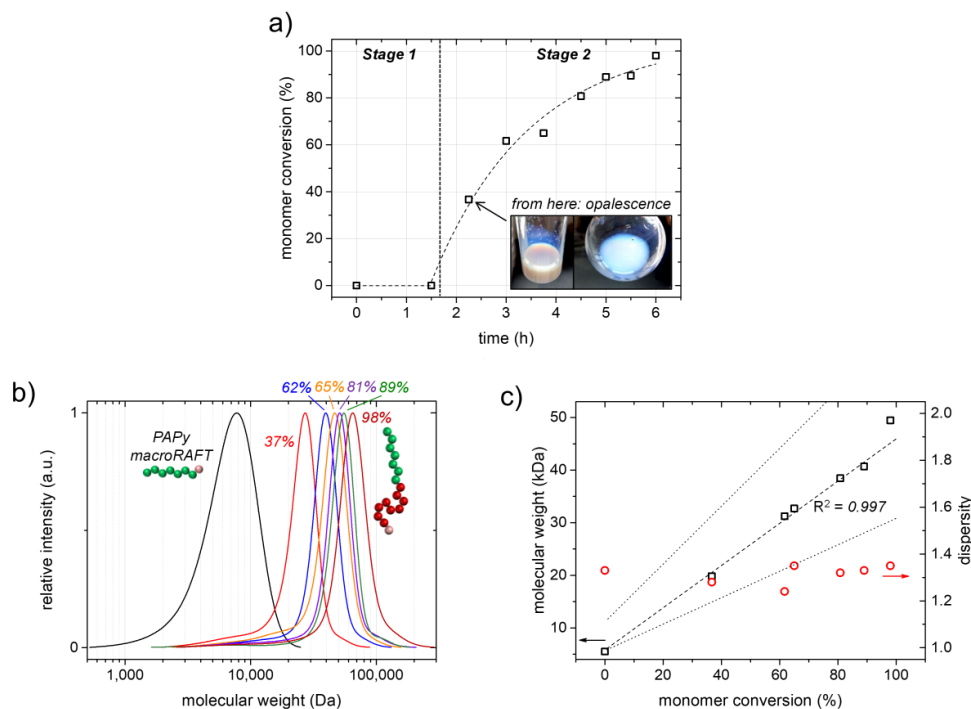 a)
Stage 1
Stage 2
100
80
60
40
20
0
monomer conversion (%)
from here: opalescence
0 1 2 3 4 5 6
time (h)
b)
62% 65% 81% 89%
98%
37%
PAPy
macroRAFT
1
0
relative intensity (a.u.)
1,000 10,000 100,000
molecular weight (Da)
c)
50
40
30
20
10
molecular weight (kDa)
R² = 0.997
2.0
1.8
1.6
1.4
1.2
1.0
dispersity
0 20 40 60 80 100
monomer conversion (%)